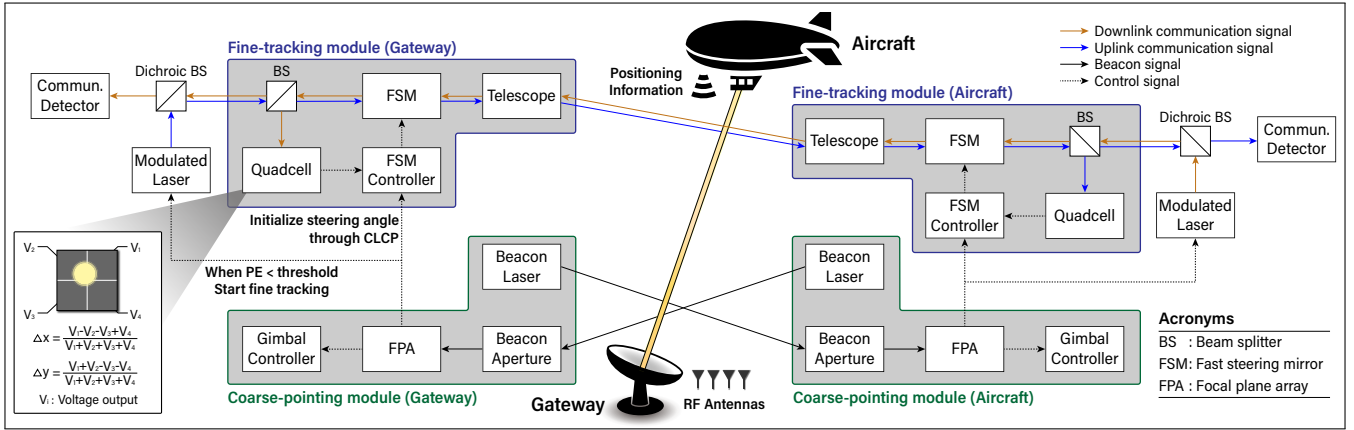 Fine-tracking module (Gateway)
Dichroic BS
BS
Commun.
Detector
FSM
Telescope
Modulated
Laser
Quadcell
FSM
Controller
Initialize steering angle
through CLCP
When PE < threshold
Start fine tracking
V₂
V₁
V₃
V₄
Δx = V₁-V₂-V₃+V₄ / V₁+V₂+V₃+V₄
Δy = V₁+V₂-V₃-V₄ / V₁+V₂+V₃+V₄
Vᵢ : Voltage output
Beacon
Laser
Gimbal
Controller
FPA
Beacon
Aperture
Coarse-pointing module (Gateway)
Aircraft
Positioning
Information
Gateway
RF Antennas
Downlink communication signal
Uplink communication signal
Beacon signal
Control signal
Fine-tracking module (Aircraft)
Telescope
FSM
BS
Dichroic BS
Commun.
Detector
FSM
Controller
Quadcell
Modulated
Laser
Beacon
Laser
Beacon
Aperture
FPA
Gimbal
Controller
Coarse-pointing module (Aircraft)
Acronyms
BS : Beam splitter
FSM : Fast steering mirror
FPA : Focal plane array